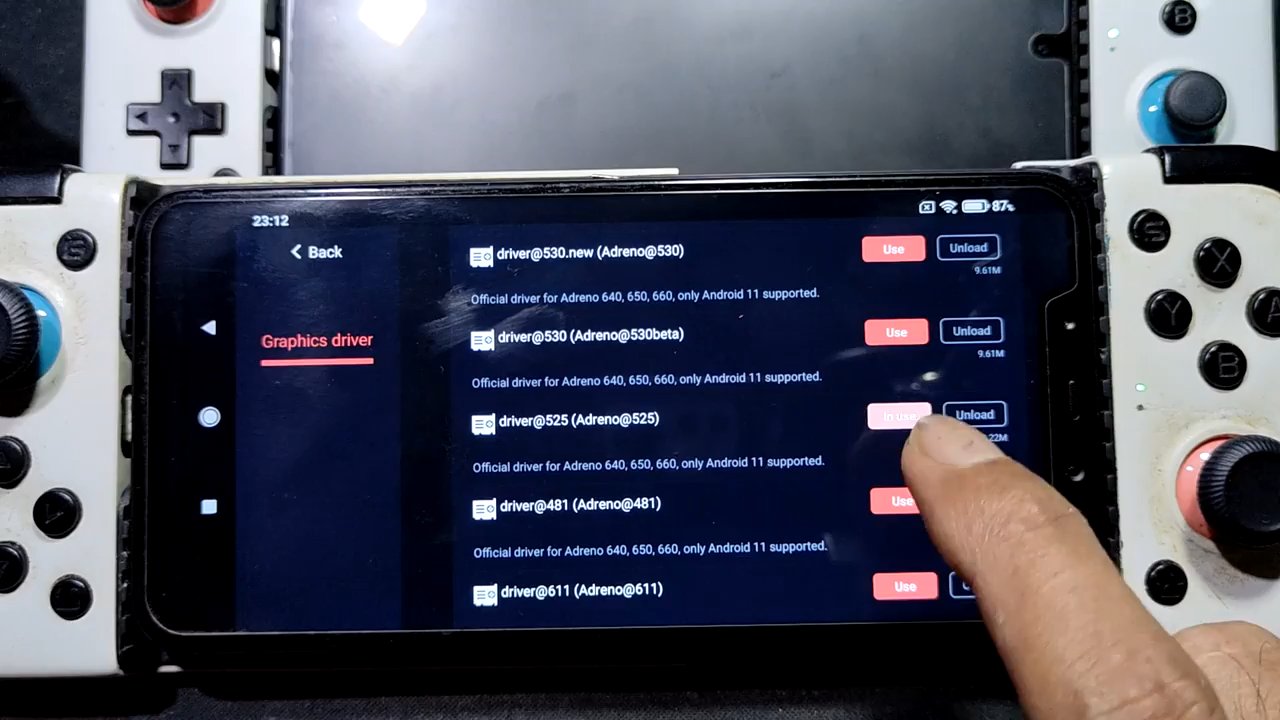 B
23:12
87%
Back
driver@530.new (Adreno@530)
Use
Unload
9.61M
Official driver for Adreno 640, 650, 660, only Android 11 supported.
Graphics driver
driver@530 (Adreno@530beta)
Use
Unload
9.61M
Official driver for Adreno 640, 650, 660, only Android 11 supported.
driver@525 (Adreno@525)
In use
Unload
Official driver for Adreno 640, 650, 660, only Android 11 supported.
driver@481 (Adreno@481)
Use
Official driver for Adreno 640, 650, 660, only Android 11 supported.
driver@611 (Adreno@611)
Use
S
S
X
Y
A
B